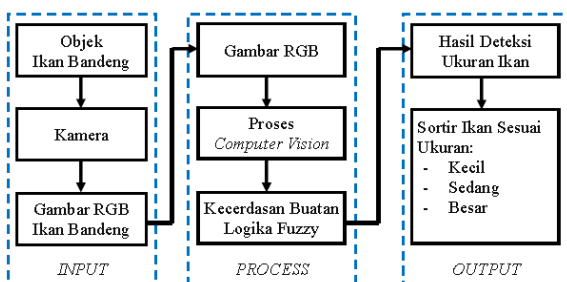 Objek
Ikan Bandeng
Kamera
Gambar RGB
Ikan Bandeng
INPUT
Gambar RGB
Proses
Computer Vision
Kecerdasan Buatan
Logika Fuzzy
PROCESS
Hasil Deteksi
Ukuran Ikan
Sortir Ikan Sesuai
Ukuran:
- Kecil
- Sedang
- Besar
OUTPUT